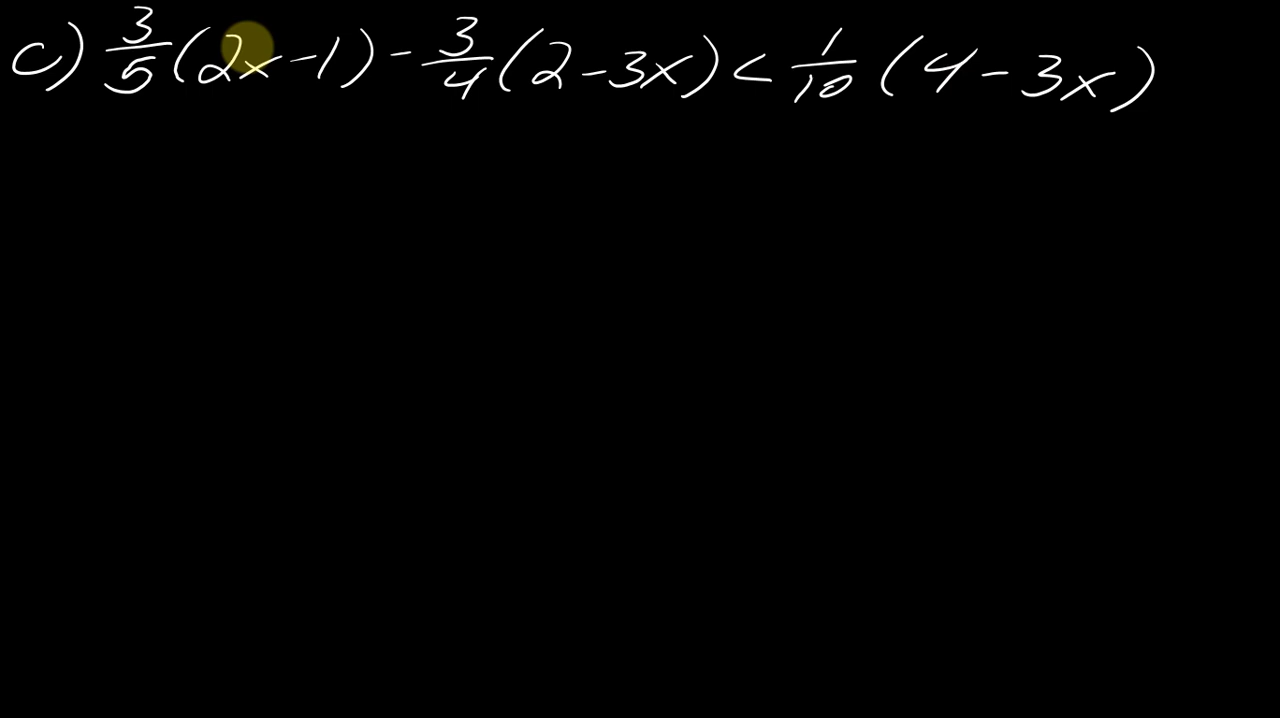 c) 3/5 (2x - 1) - 3/4 (2 - 3x) < 1/10 (4 - 3x)